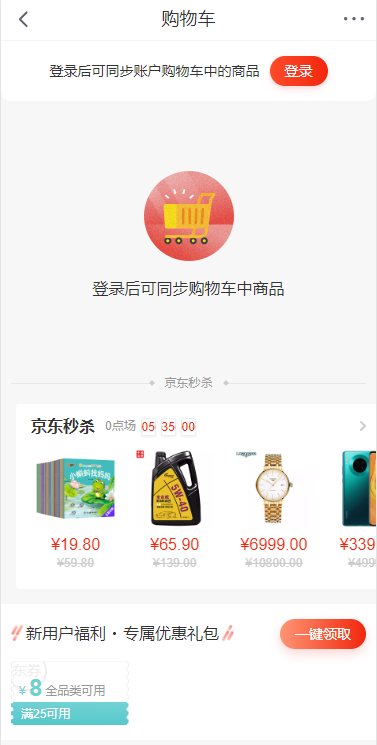 购物车
登录后可同步账户购物车中的商品 登录
登录后可同步购物车中商品
京东秒杀
京东秒杀 0点场 05 35 00
小蝌蚪找妈妈
5W-40
LONGINES
¥19.80 ¥65.90 ¥6999.00 ¥339
¥59.80 ¥139.00 ¥10800.00 ¥499
新用户福利·专属优惠礼包 一键领取
东券
¥8 全品类可用
满25可用